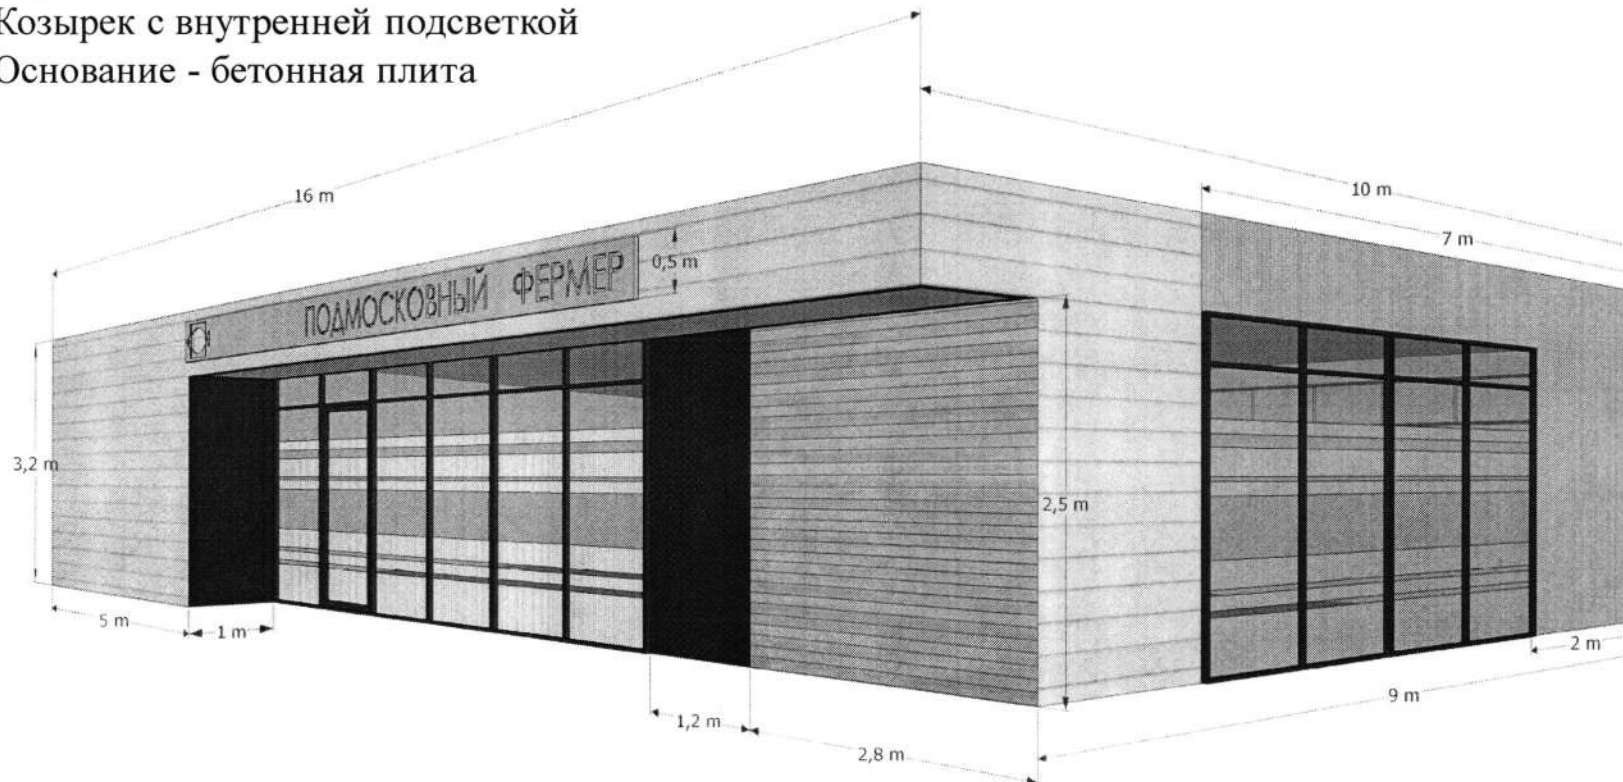 Козырек с внутренней подсветкой
Основание - бетонная плита
16 m
10 m
7 m
0,5 m
ПОДМОСКОВНЫЙ ФЕРМЕР
3,2 m
2,5 m
5 m
1 m
2 m
9 m
1,2 m
2,8 m